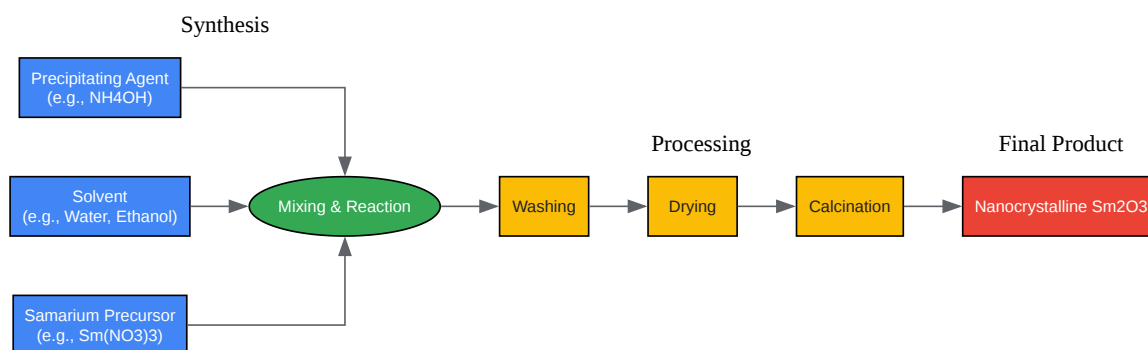 Synthesis
Precipitating Agent
(e.g., NH4OH)
Processing
Final Product
Solvent
(e.g., Water, Ethanol)
Mixing & Reaction
Washing
Drying
Calcination
Nanocrystalline Sm2O3
Samarium Precursor
(e.g., Sm(NO3)3)